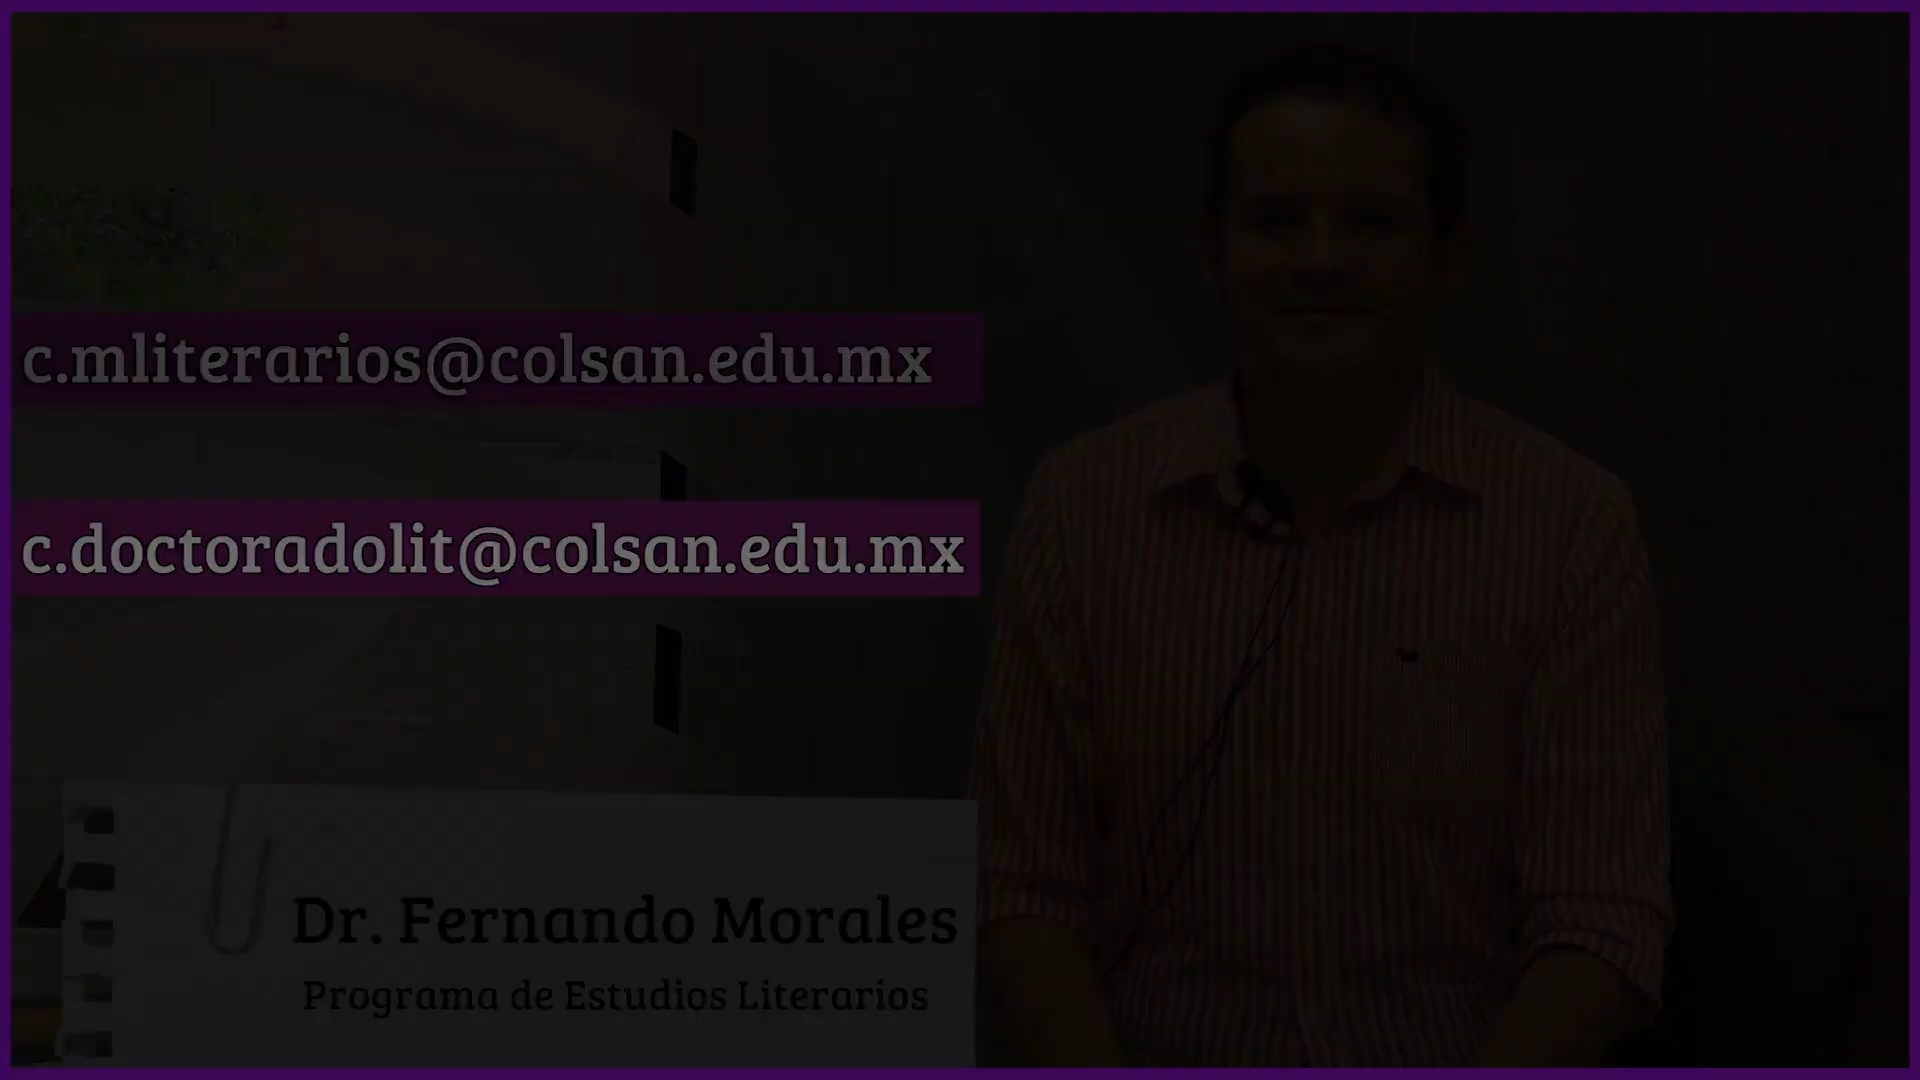 c.mliterarios@colsan.edu.mx
c.doctoradolit@colsan.edu.mx
Dr. Fernando Morales
Programa de Estudios Literarios